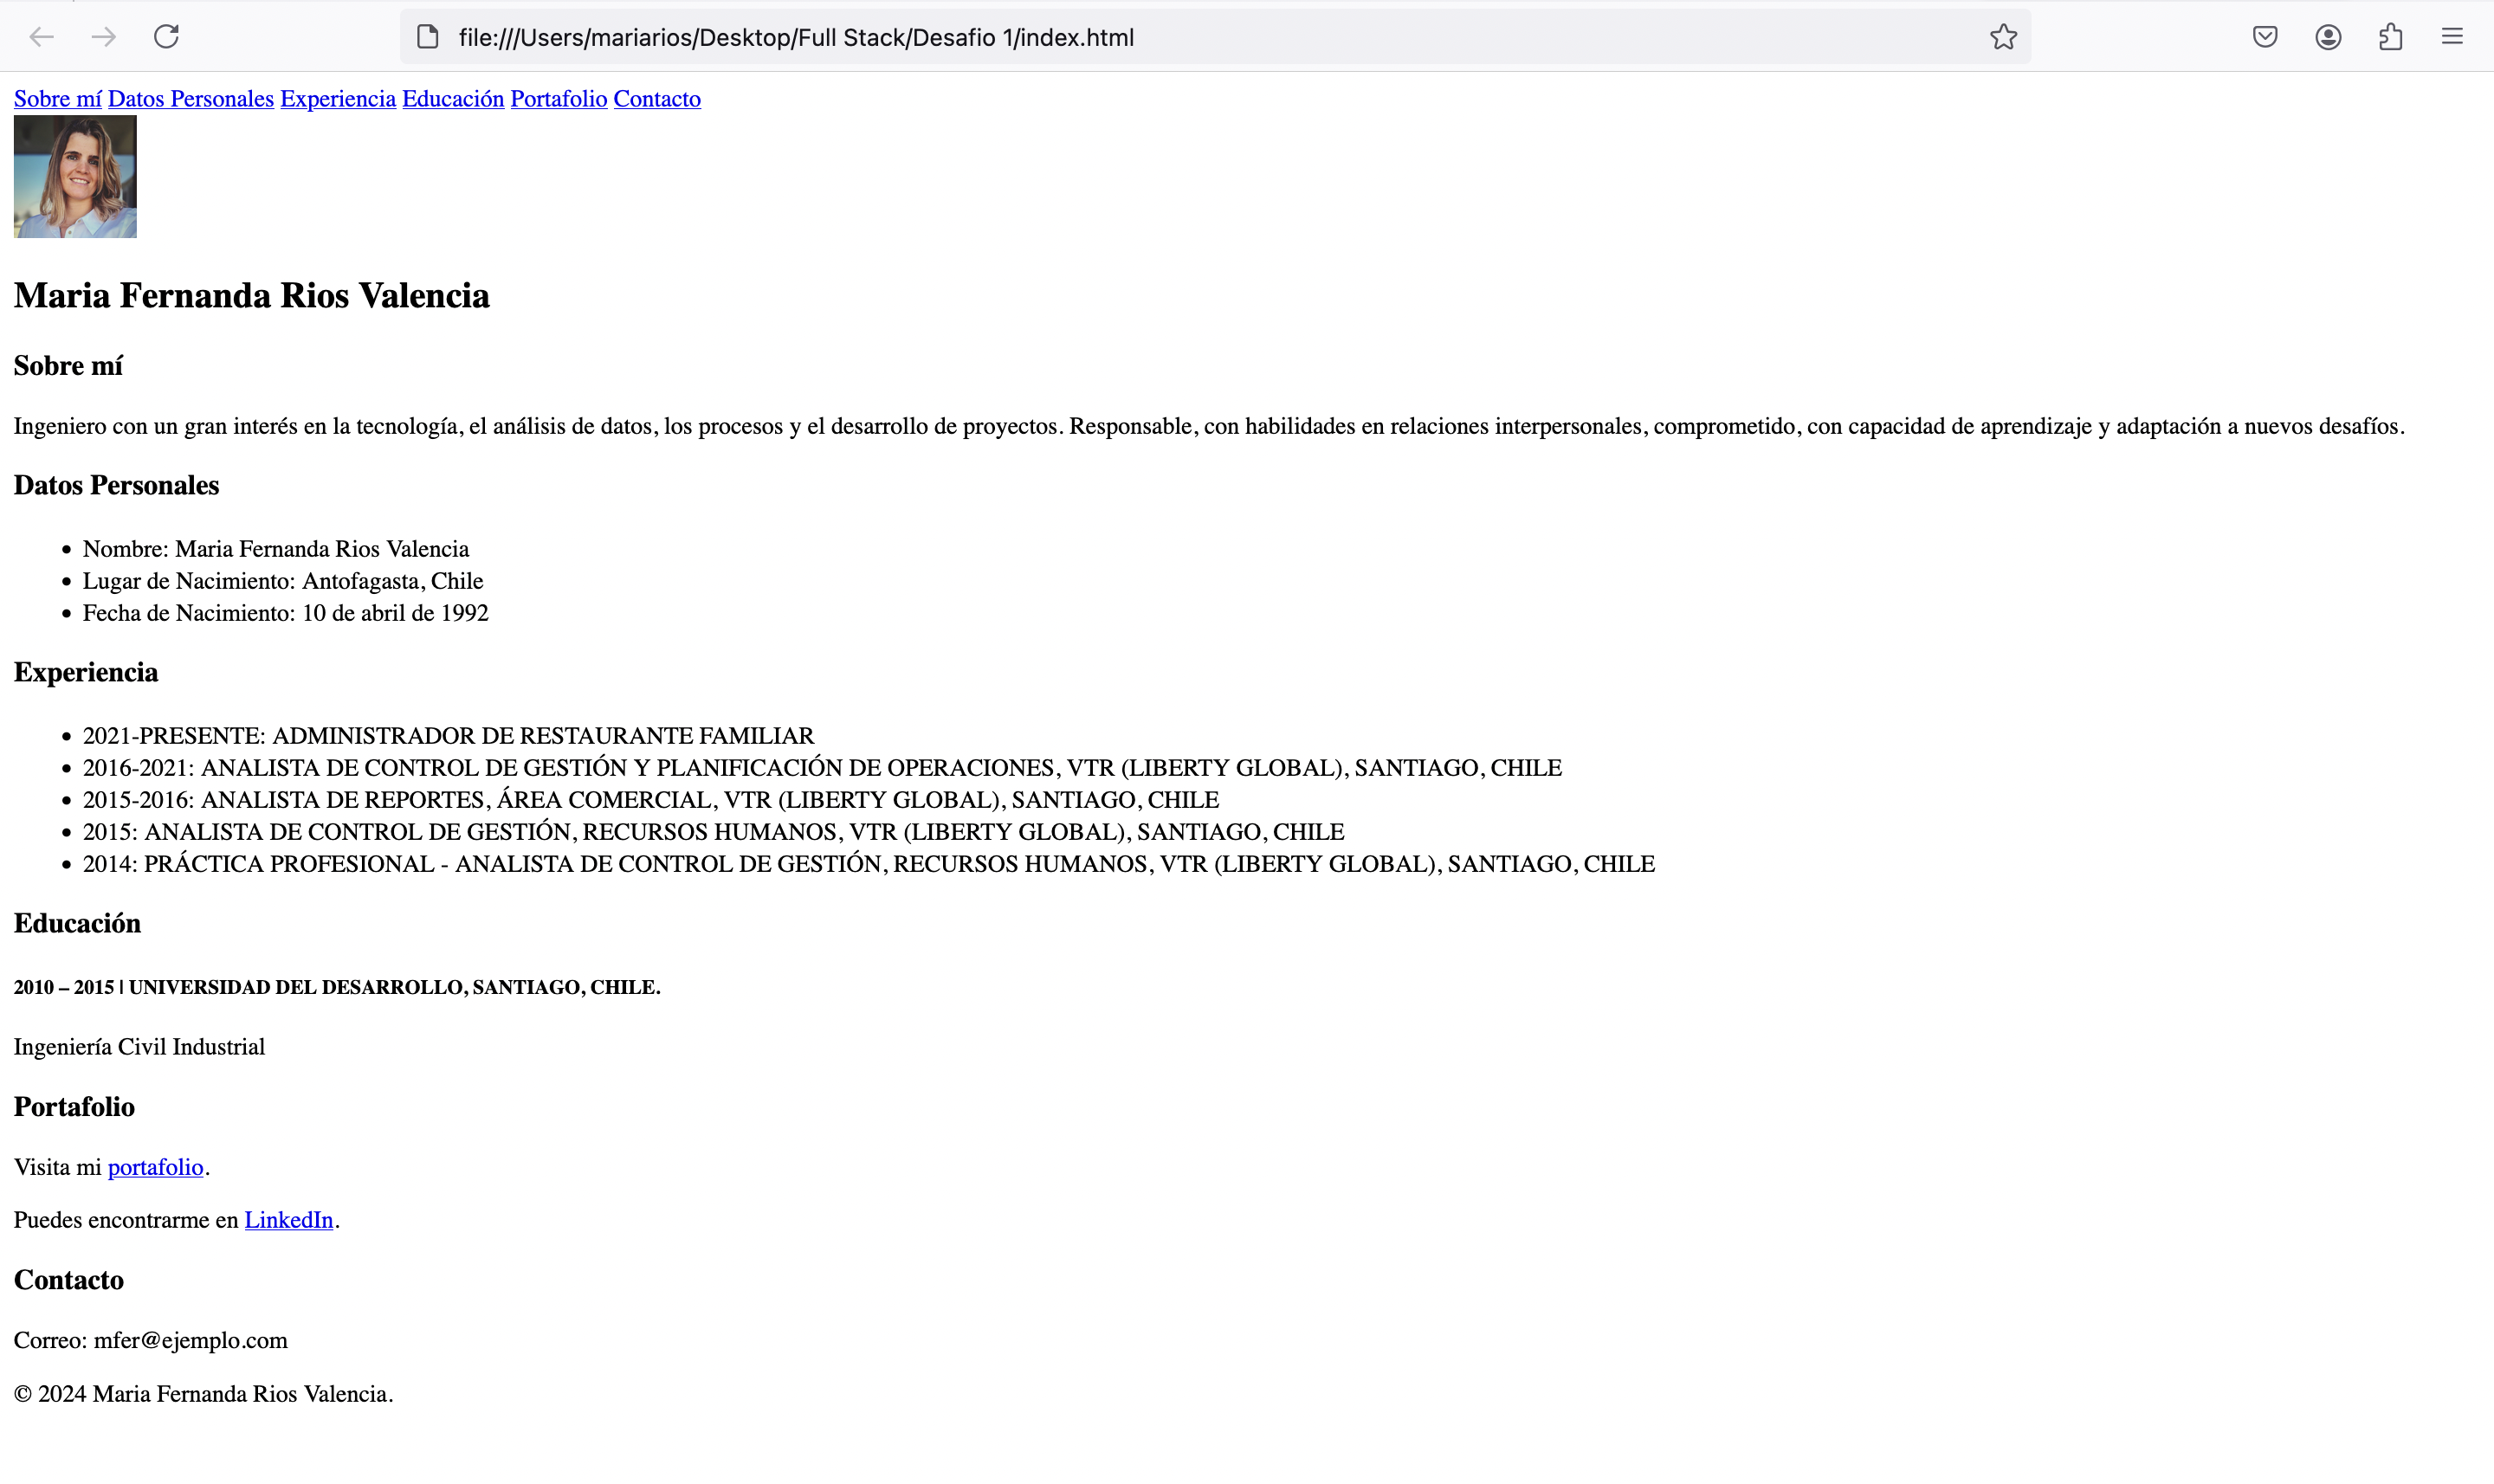 file:///Users/mariarios/Desktop/Full Stack/Desafio 1/index.html
Sobre mí Datos Personales Experiencia Educación Portafolio Contacto
Maria Fernanda Rios Valencia
Sobre mí
Ingeniero con un gran interés en la tecnología, el análisis de datos, los procesos y el desarrollo de proyectos. Responsable, con habilidades en relaciones interpersonales, comprometido, con capacidad de aprendizaje y adaptación a nuevos desafíos.
Datos Personales
• Nombre: Maria Fernanda Rios Valencia
• Lugar de Nacimiento: Antofagasta, Chile
• Fecha de Nacimiento: 10 de abril de 1992
Experiencia
• 2021-PRESENTE: ADMINISTRADOR DE RESTAURANTE FAMILIAR
• 2016-2021: ANALISTA DE CONTROL DE GESTIÓN Y PLANIFICACIÓN DE OPERACIONES, VTR (LIBERTY GLOBAL), SANTIAGO, CHILE
• 2015-2016: ANALISTA DE REPORTES, ÁREA COMERCIAL, VTR (LIBERTY GLOBAL), SANTIAGO, CHILE
• 2015: ANALISTA DE CONTROL DE GESTIÓN, RECURSOS HUMANOS, VTR (LIBERTY GLOBAL), SANTIAGO, CHILE
• 2014: PRÁCTICA PROFESIONAL - ANALISTA DE CONTROL DE GESTIÓN, RECURSOS HUMANOS, VTR (LIBERTY GLOBAL), SANTIAGO, CHILE
Educación
2010 – 2015 | UNIVERSIDAD DEL DESARROLLO, SANTIAGO, CHILE.
Ingeniería Civil Industrial
Portafolio
Visita mi portafolio.
Puedes encontrarme en LinkedIn.
Contacto
Correo: mfer@ejemplo.com
© 2024 Maria Fernanda Rios Valencia.